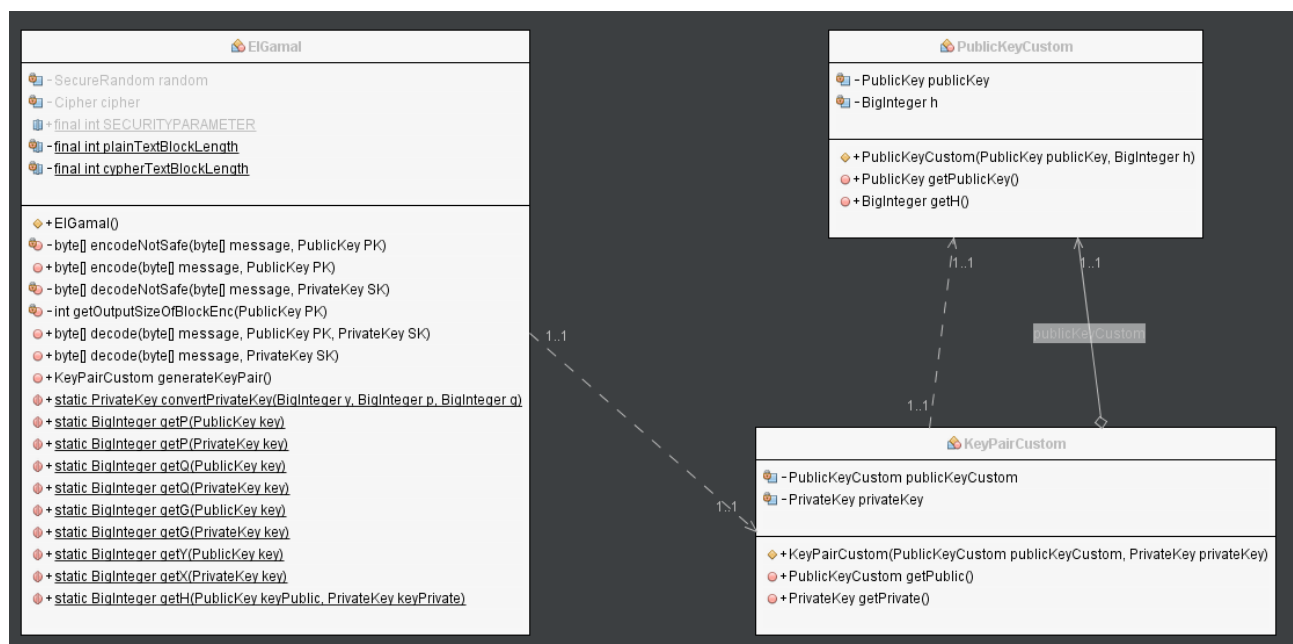 ElGamal
-SecureRandom random
-Cipher cipher
+final int SECURITYPARAMETER
-final int plainTextBlockLength
-final int cypherTextBlockLength
+ElGamal()
-byte[] encodeNotSafe(byte[] message, PublicKey PK)
+byte[] encode(byte[] message, PublicKey PK)
-byte[] decodeNotSafe(byte[] message, PrivateKey SK)
-int getOutputSizeOfBlockEnc(PublicKey PK)
+byte[] decode(byte[] message, PublicKey PK, PrivateKey SK)
+byte[] decode(byte[] message, PrivateKey SK)
+KeyPairCustom generateKeyPair()
+static PrivateKey convertPrivateKey(BigInteger y, BigInteger p, BigInteger g)
+static BigInteger getP(PublicKey key)
+static BigInteger getP(PrivateKey key)
+static BigInteger getQ(PublicKey key)
+static BigInteger getQ(PrivateKey key)
+static BigInteger getG(PublicKey key)
+static BigInteger getG(PrivateKey key)
+static BigInteger getY(PublicKey key)
+static BigInteger getX(PrivateKey key)
+static BigInteger getH(PublicKey keyPublic, PrivateKey keyPrivate)
PublicKeyCustom
-PublicKey publicKey
-BigInteger h
+PublicKeyCustom(PublicKey publicKey, BigInteger h)
+PublicKey getPublicKey()
+BigInteger getH()
1..1
1..1
publicKeyCustom
1..1
1..1
1..1
KeyPairCustom
-PublicKeyCustom publicKeyCustom
-PrivateKey privateKey
+KeyPairCustom(PublicKeyCustom publicKeyCustom, PrivateKey privateKey)
+PublicKeyCustom getPublic()
+PrivateKey getPrivate()